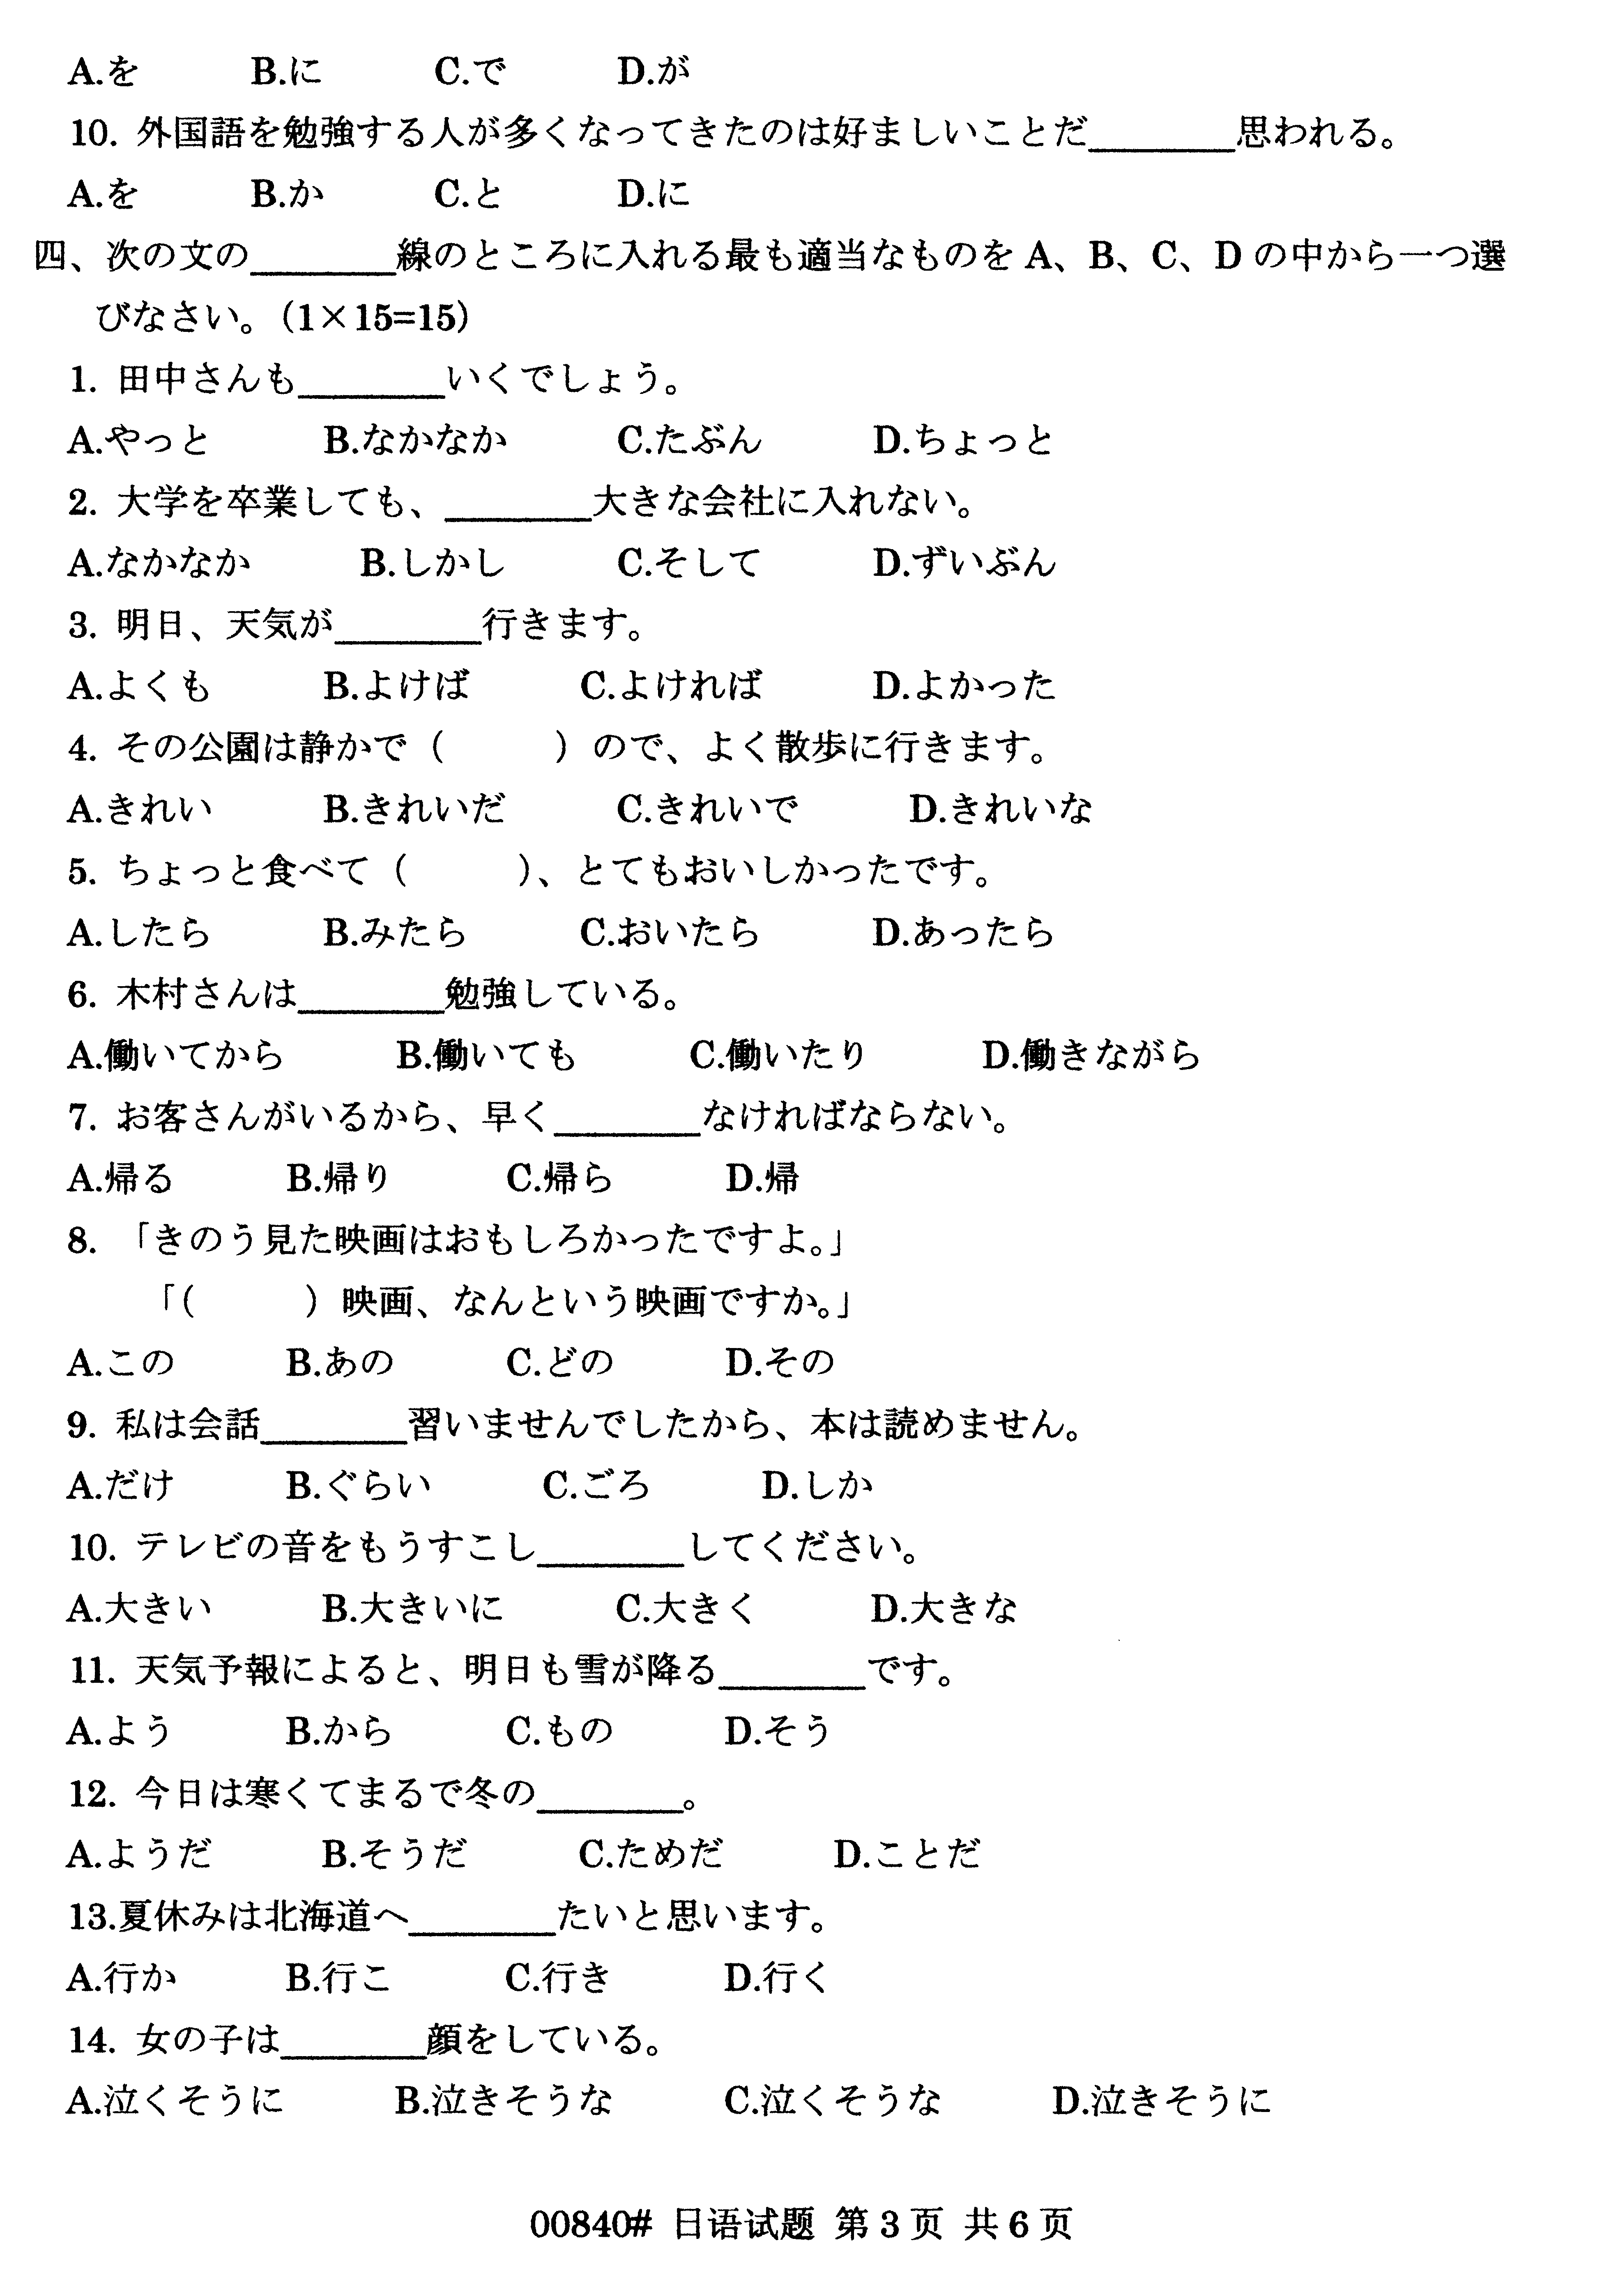 A.を B.に C.で D.が
10. 外国語を勉強する人が多くなってきたのは好ましいことだ________思われる。
A.を B.か C.と D.に
四、次の文の________線のところに入れる最も適当なものを A、B、C、D の中から一つ選
びなさい。（1×15=15）
1. 田中さんも________いくでしょう。
A.やっと B.なかなか C.たぶん D.ちょっと
2. 大学を卒業しても、________大きな会社に入れない。
A.なかなか B.しかし C.そして D.ずいぶん
3. 明日、天気が________行きます。
A.よくも B.よけば C.よければ D.よかった
4. その公園は静かで（ ）ので、よく散歩に行きます。
A.きれい B.きれいだ C.きれいで D.きれいな
5. ちょっと食べて（ ）、とてもおいしかったです。
A.したら B.みたら C.おいたら D.あったら
6. 木村さんは________勉強している。
A.働いてから B.働いても C.働いたり D.働きながら
7. お客さんがいるから、早く________なければならない。
A.帰る B.帰り C.帰ら D.帰
8. 「きのう見た映画はおもしろかったですよ。」
「（ ）映画、なんという映画ですか。」
A.この B.あの C.どの D.その
9. 私は会話________習いませんでしたから、本は読めません。
A.だけ B.ぐらい C.ごろ D.しか
10. テレビの音をもうすこし________してください。
A.大きい B.大きいに C.大きく D.大きな
11. 天気予報によると、明日も雪が降る________です。
A.よう B.から C.もの D.そう
12. 今日は寒くてまるで冬の________。
A.ようだ B.そうだ C.ためだ D.ことだ
13.夏休みは北海道へ________たいと思います。
A.行か B.行こ C.行き D.行く
14. 女の子は________顔をしている。
A.泣くそうに B.泣きそうな C.泣くそうな D.泣きそうに
00840# 日语试题 第 3 页 共 6 页